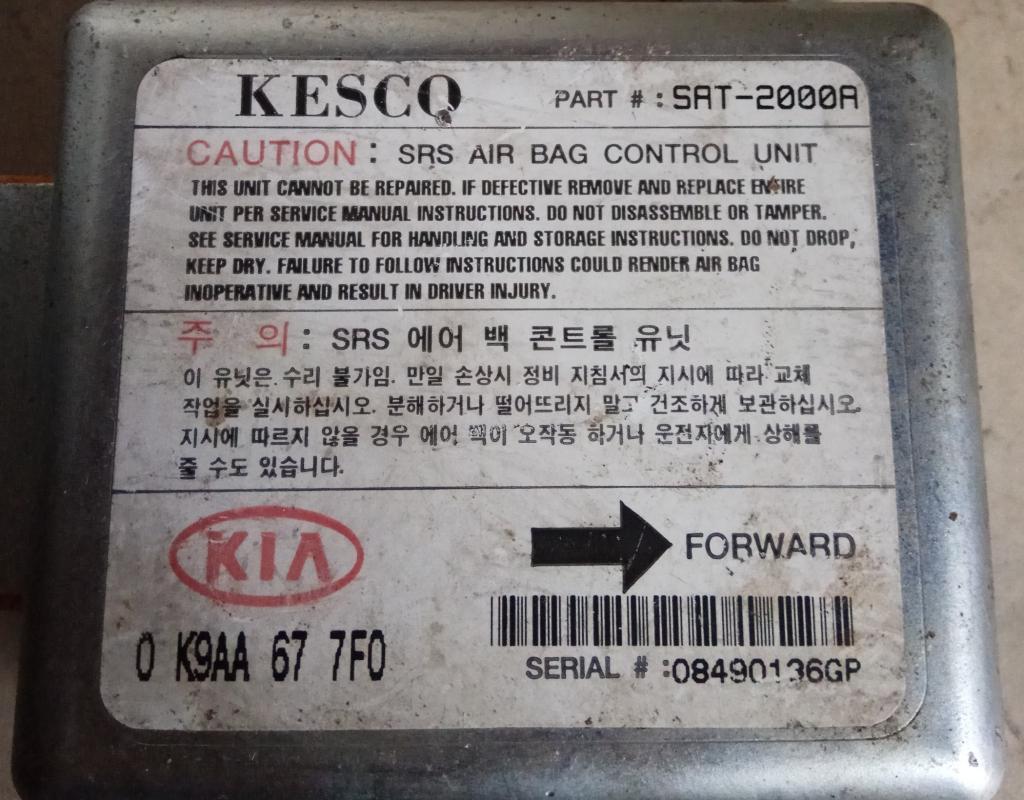 KESCO PART # : SAT-2000A
CAUTION : SRS AIR BAG CONTROL UNIT
THIS UNIT CANNOT BE REPAIRED. IF DEFECTIVE REMOVE AND REPLACE ENTIRE
UNIT PER SERVICE MANUAL INSTRUCTIONS. DO NOT DISASSEMBLE OR TAMPER.
SEE SERVICE MANUAL FOR HANDLING AND STORAGE INSTRUCTIONS. DO NOT DROP,
KEEP DRY. FAILURE TO FOLLOW INSTRUCTIONS COULD RENDER AIR BAG
INOPERATIVE AND RESULT IN DRIVER INJURY.
주 의 : SRS 에어 백 콘트롤 유닛
이 유닛은 수리 불가임. 만일 손상시 정비 지침서의 지시에 따라 교체
작업을 실시하십시오. 분해하거나 떨어뜨리지 말고 건조하게 보관하십시오.
지시에 따르지 않을 경우 에어 백이 오작동 하거나 운전자에게 상해를
줄 수도 있습니다.
KIA
FORWARD
0 K9AA 67 7F0
SERIAL # :08490136GP